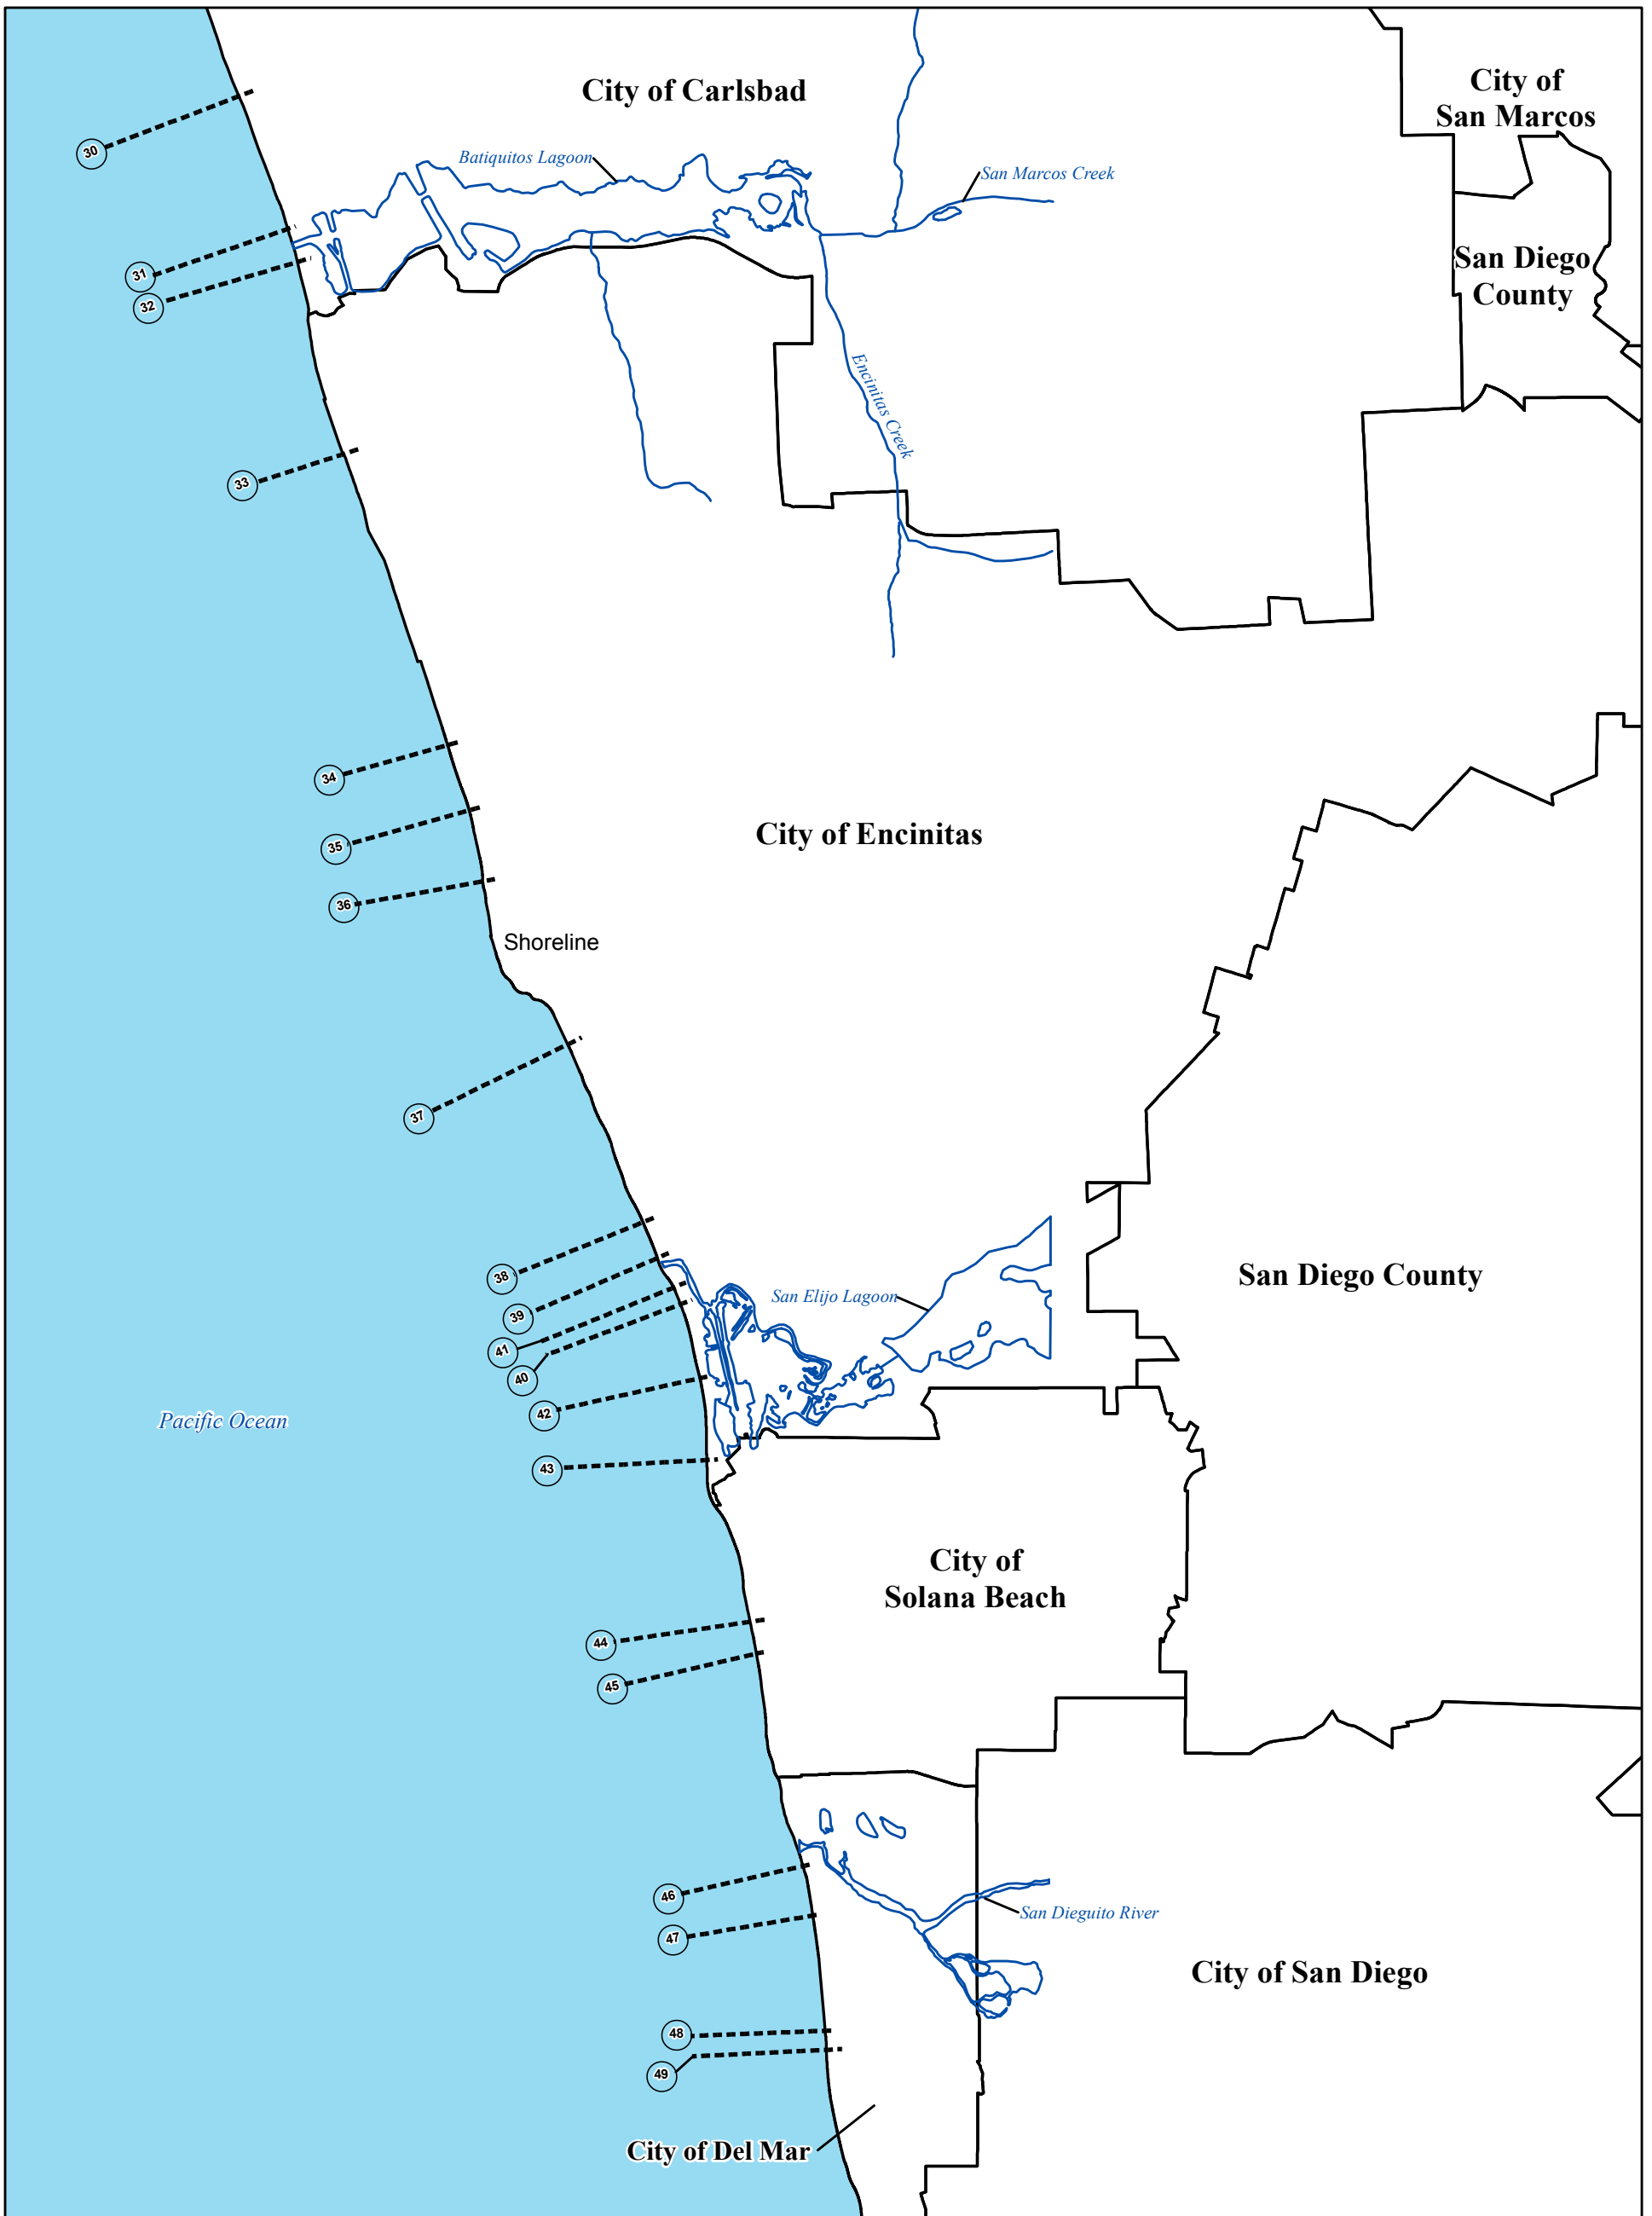 City of Carlsbad
City of
San Marcos
30
Batiquitos Lagoon
San Marcos Creek
San Diego
County
31
32
Encinitas Creek
33
34
City of Encinitas
35
36
Shoreline
37
38
San Diego County
San Elijo Lagoon
39
41
40
42
Pacific Ocean
43
City of
Solana Beach
44
45
46
San Dieguito River
47
City of San Diego
48
49
City of Del Mar